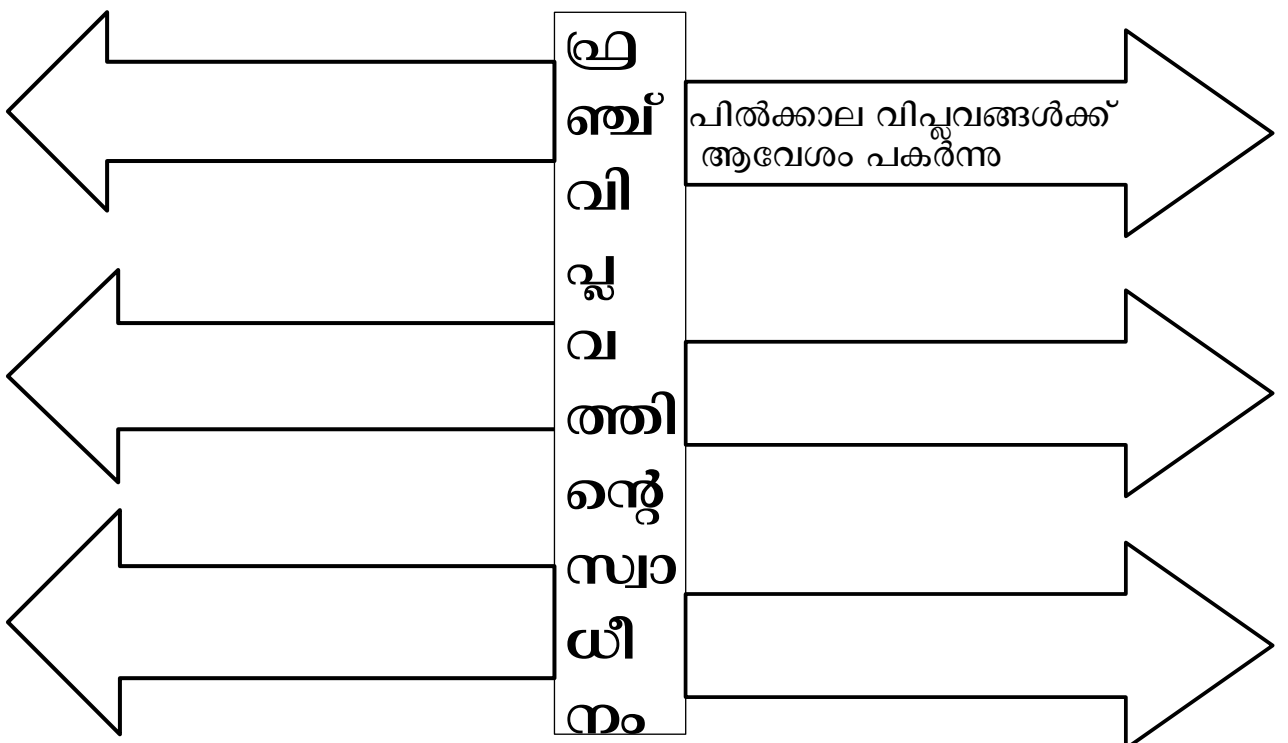 ഫ്ര
ഞ്ച്
വി
പ്ല
വ
ത്തി
ന്റെ
സ്വാ
ധീ
നം
പിൽക്കാല വിപ്ലവങ്ങൾക്ക്
ആവേശം പകർന്നു